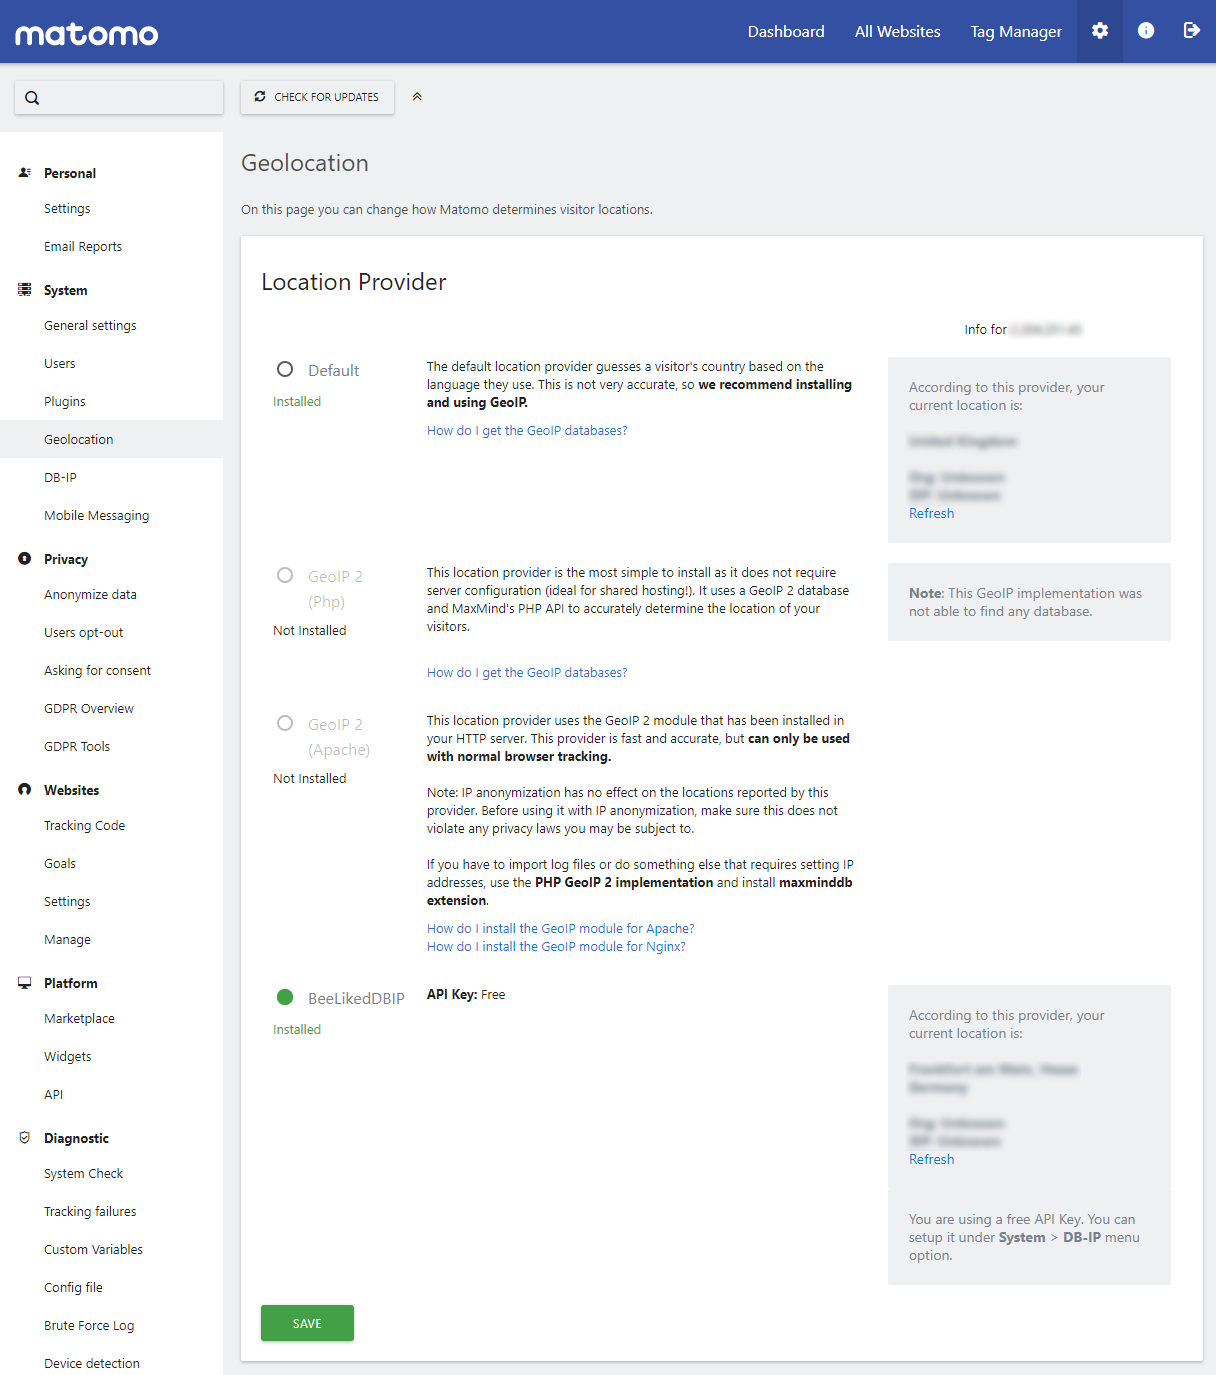 matomo
Dashboard
All Websites
Tag Manager
CHECK FOR UPDATES
Personal
Settings
Email Reports
System
General settings
Users
Plugins
Geolocation
DB-IP
Mobile Messaging
Privacy
Anonymize data
Users opt-out
Asking for consent
GDPR Overview
GDPR Tools
Websites
Tracking Code
Goals
Settings
Manage
Platform
Marketplace
Widgets
API
Diagnostic
System Check
Tracking failures
Custom Variables
Config file
Brute Force Log
Device detection
Geolocation
On this page you can change how Matomo determines visitor locations.
Location Provider
Info for
Default
Installed
The default location provider guesses a visitor's country based on the
language they use. This is not very accurate, so we recommend installing
and using GeoIP.
How do I get the GeoIP databases?
According to this provider, your
current location is:
United Kingdom
Org: Unknown
ISP: Unknown
Refresh
GeoIP 2
(Php)
Not Installed
This location provider is the most simple to install as it does not require
server configuration (ideal for shared hosting!). It uses a GeoIP 2 database
and MaxMind's PHP API to accurately determine the location of your
visitors.
How do I get the GeoIP databases?
Note: This GeoIP implementation was
not able to find any database.
GeoIP 2
(Apache)
Not Installed
This location provider uses the GeoIP 2 module that has been installed in
your HTTP server. This provider is fast and accurate, but can only be used
with normal browser tracking.
Note: IP anonymization has no effect on the locations reported by this
provider. Before using it with IP anonymization, make sure this does not
violate any privacy laws you may be subject to.
If you have to import log files or do something else that requires setting IP
addresses, use the PHP GeoIP 2 implementation and install maxminddb
extension.
How do I install the GeoIP module for Apache?
How do I install the GeoIP module for Nginx?
BeeLikedDBIP
Installed
API Key: Free
According to this provider, your
current location is:
Frankfurt am Main, Hesse
Germany
Org: Unknown
ISP: Unknown
Refresh
You are using a free API Key. You can
setup it under System > DB-IP menu
option.
SAVE